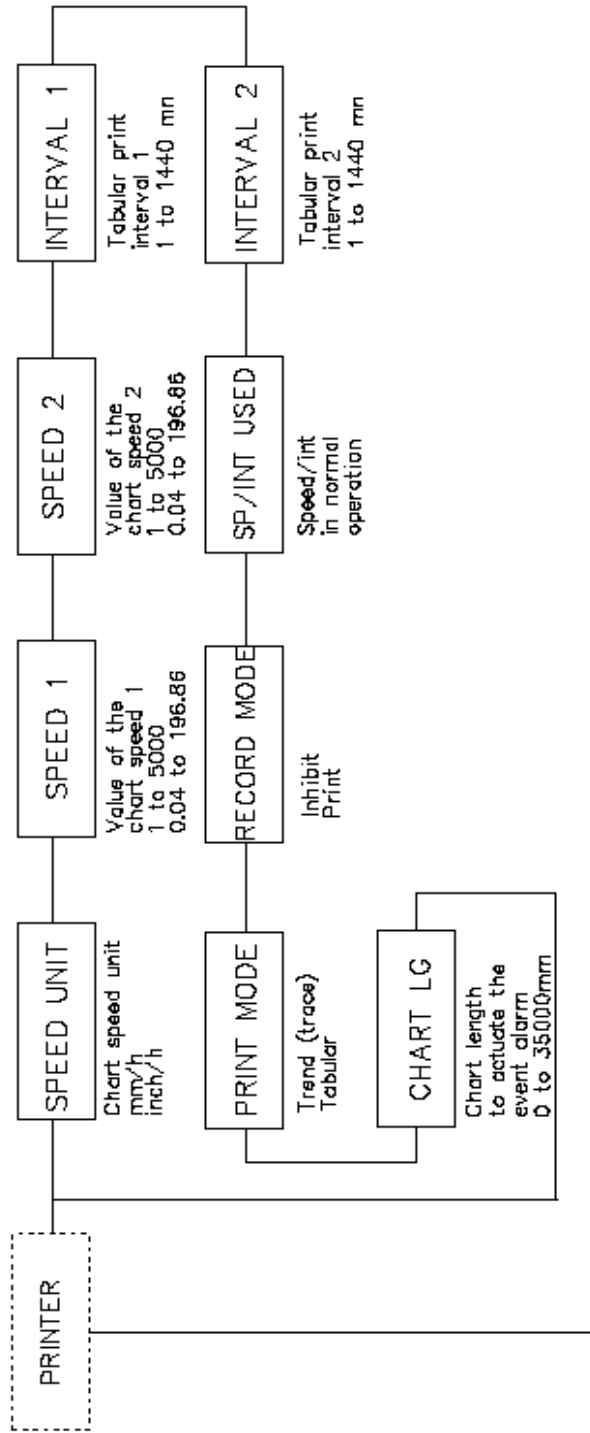 PRINTER
SPEED UNIT
Chart speed unit
mm/h
inch/h
SPEED 1
Value of the
chart speed 1
1 to 5000
0.04 to 196.86
SPEED 2
Value of the
chart speed 2
1 to 5000
0.04 to 196.86
INTERVAL 1
Tabular print
interval 1
1 to 1440 mn
PRINT MODE
Trend (trace)
Tabular
RECORD MODE
Inhibit
Print
SP/INT USED
Speed/int
in normal
operation
INTERVAL 2
Tabular print
interval 2
1 to 1440 mn
CHART LG
Chart length
to actuate the
event alarm
0 to 35000mm